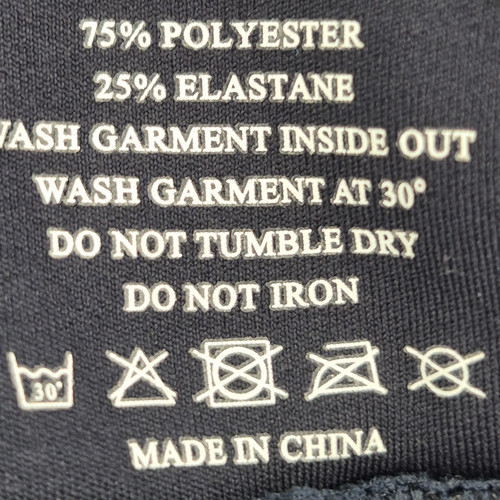 75% POLYESTER
25% ELASTANE
WASH GARMENT INSIDE OUT
WASH GARMENT AT 30°
DO NOT TUMBLE DRY
DO NOT IRON
30°
MADE IN CHINA